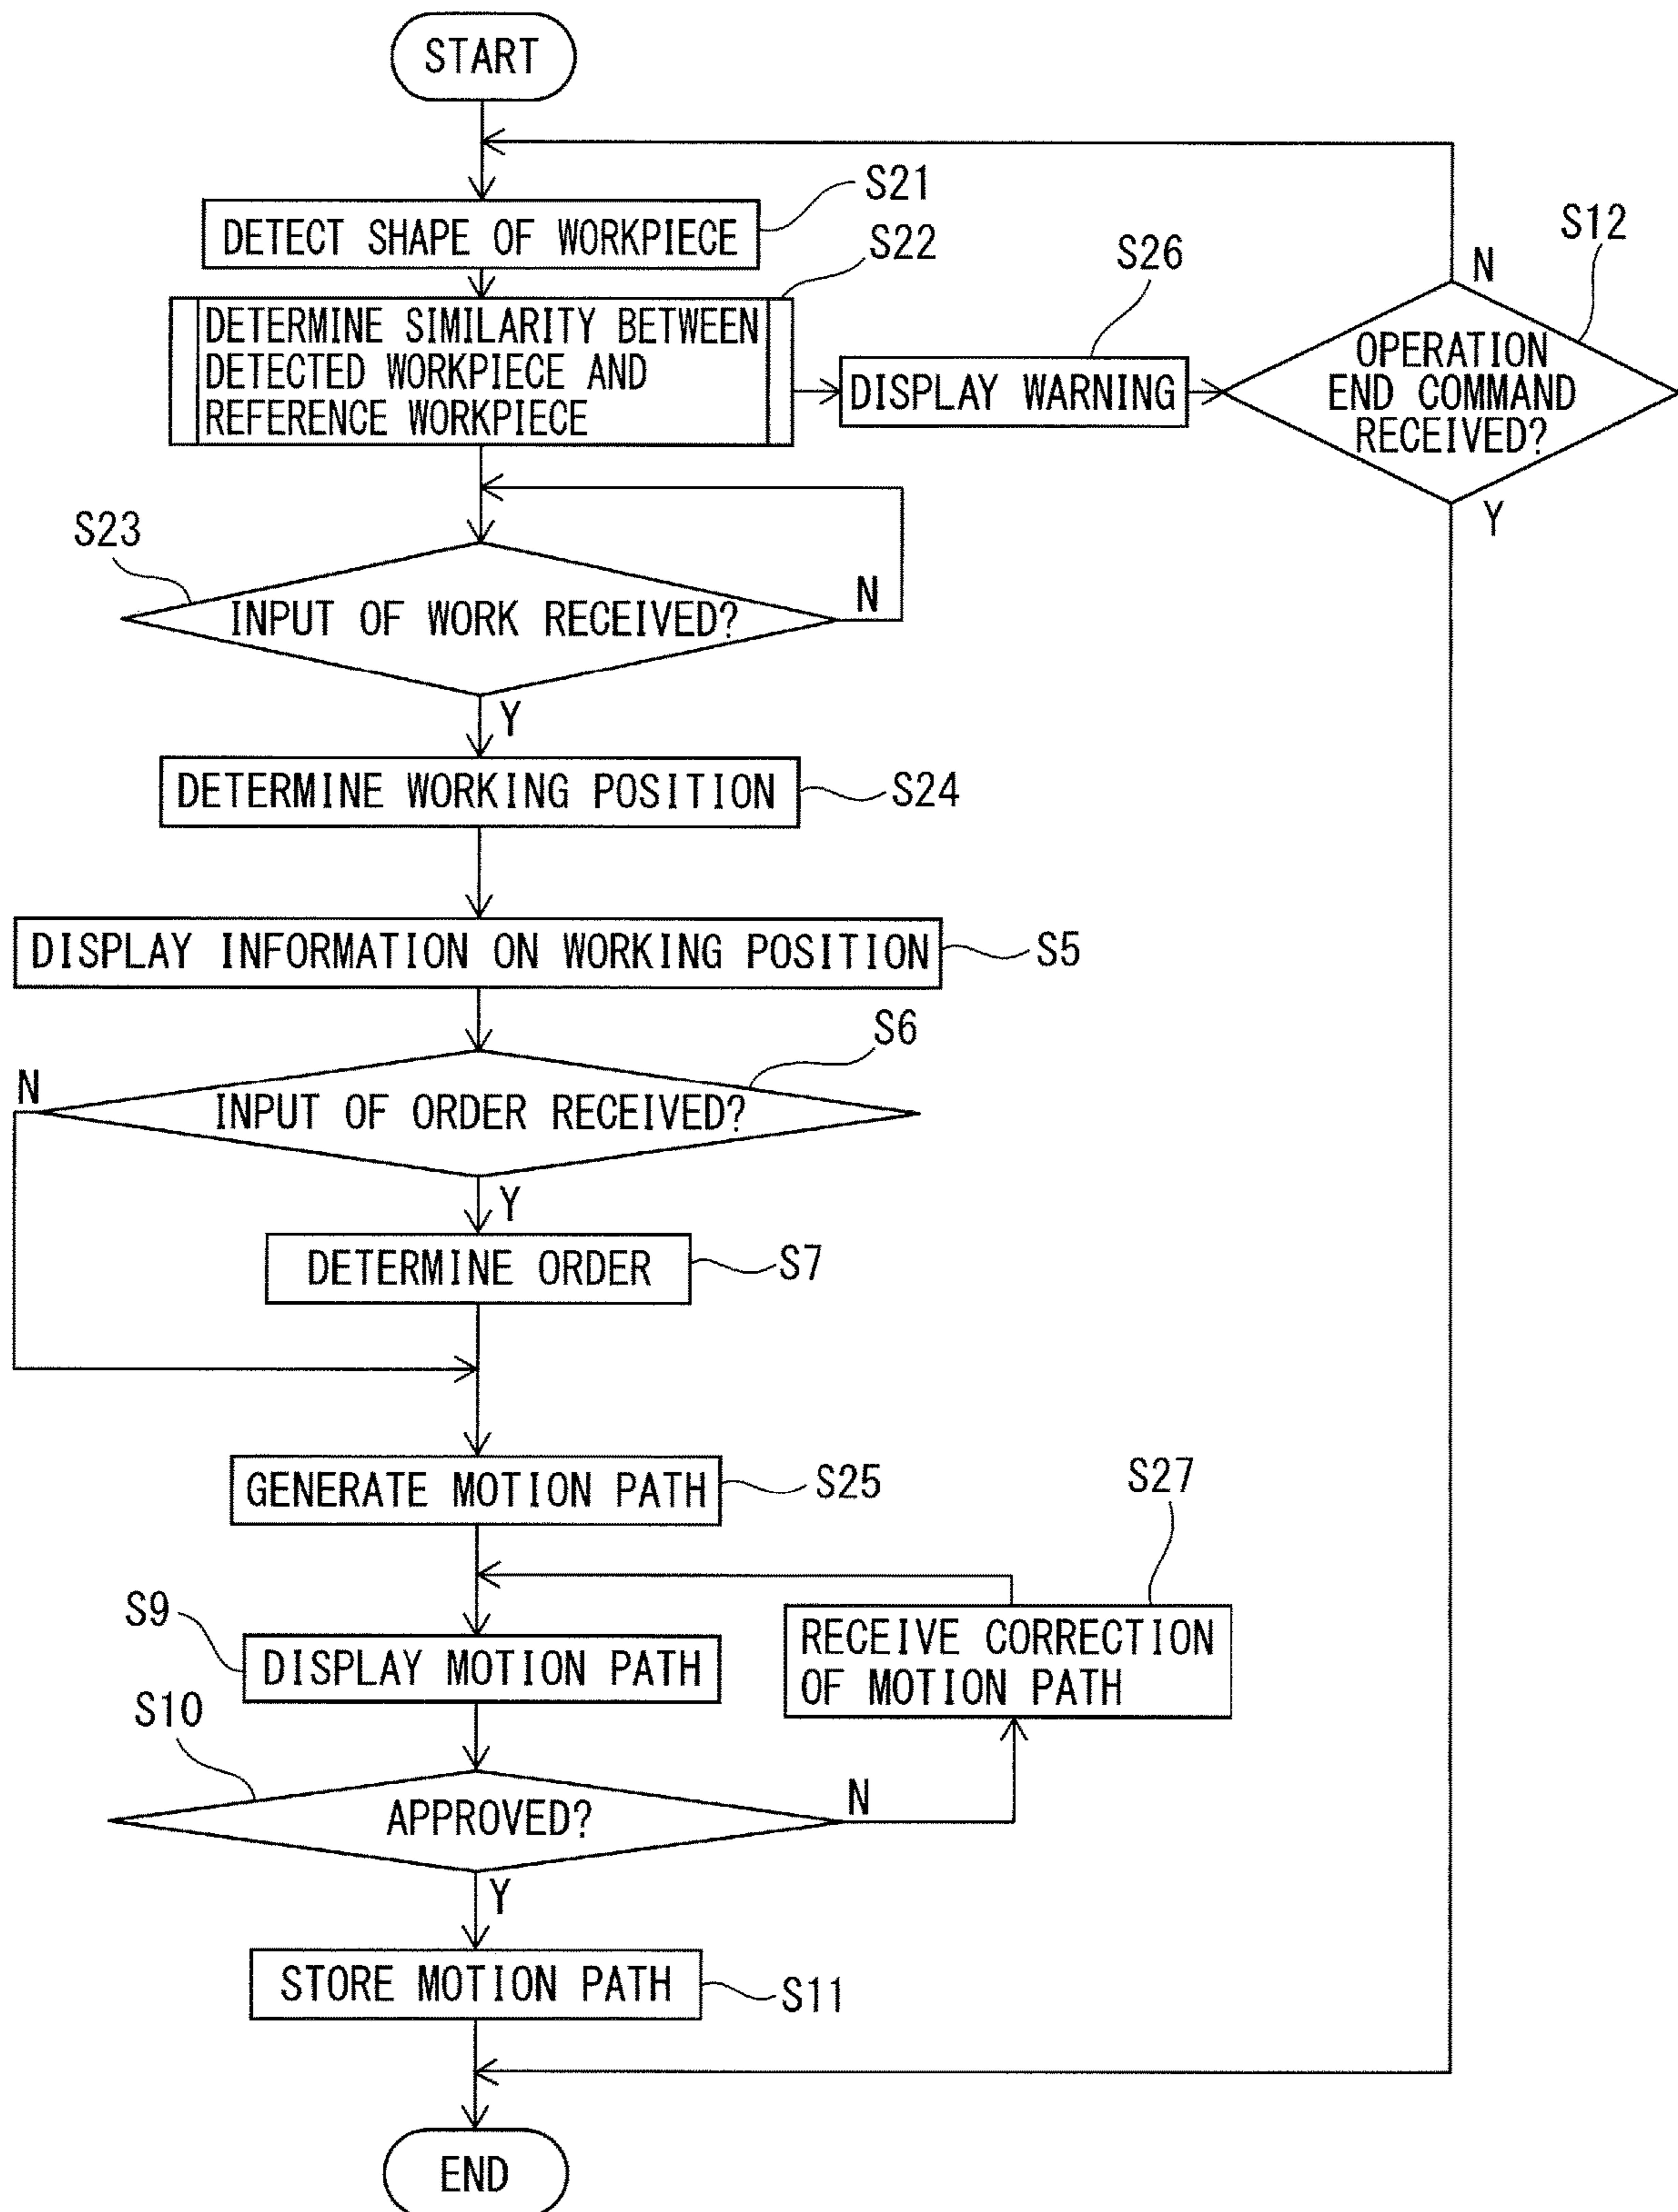 START
S21
DETECT SHAPE OF WORKPIECE
S22
DETERMINE SIMILARITY BETWEEN
DETECTED WORKPIECE AND
REFERENCE WORKPIECE
S26
DISPLAY WARNING
S12
N
OPERATION
END COMMAND
RECEIVED?
Y
S23
INPUT OF WORK RECEIVED?
N
Y
DETERMINE WORKING POSITION
S24
DISPLAY INFORMATION ON WORKING POSITION
S5
S6
N
INPUT OF ORDER RECEIVED?
Y
DETERMINE ORDER
S7
GENERATE MOTION PATH
S25
S27
RECEIVE CORRECTION
OF MOTION PATH
S9
DISPLAY MOTION PATH
S10
APPROVED?
N
Y
STORE MOTION PATH
S11
END